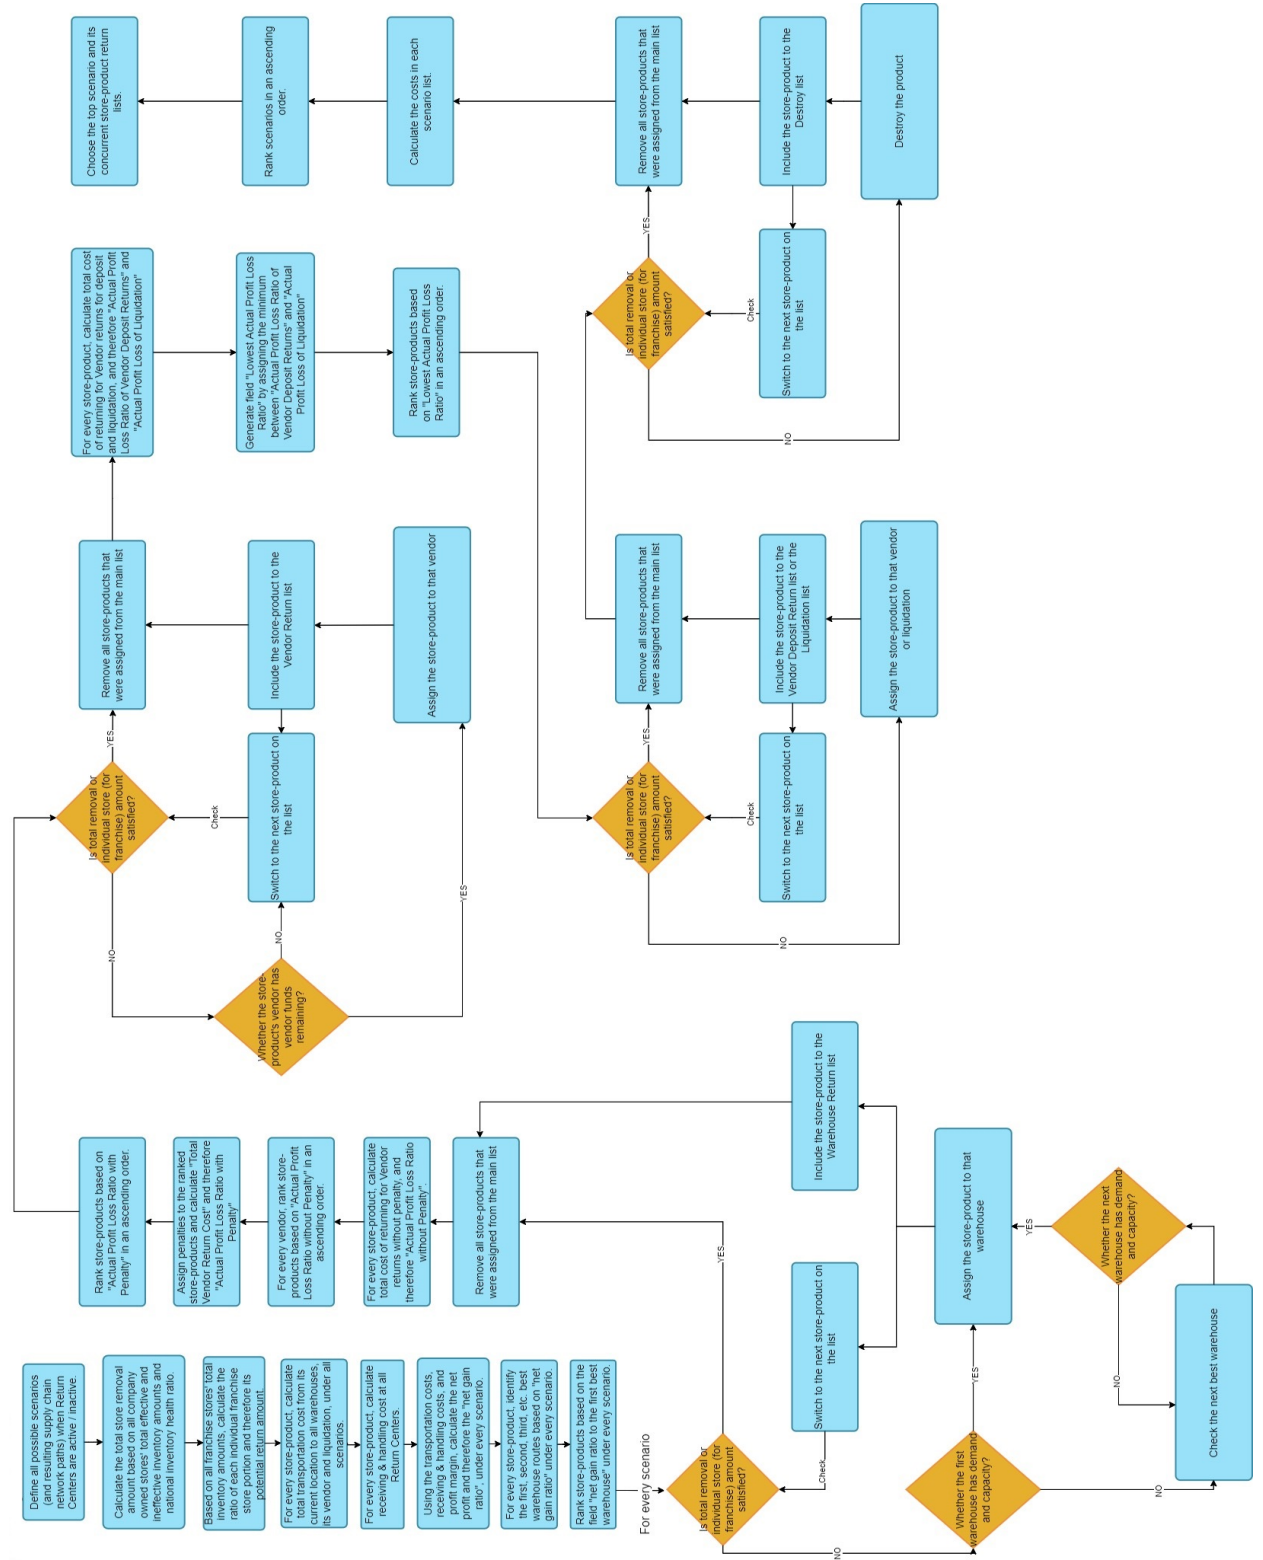 Define all possible scenarios
(and resulting supply chain
network paths) when Return
Centers are active / inactive.
Calculate the total store removal
amount based on all company
owned stores' total effective and
ineffective inventory amounts and
national inventory health ratio.
Based on all franchise stores' total
inventory amounts, calculate the
ratio of each individual franchise
store portion and therefore its
potential return amount.
For every store-product, calculate
total transportation cost from its
current location to all warehouses,
its vendor and liquidation, under all
scenarios.
For every store-product, calculate
receiving & handling cost at all
Return Centers.
Using the transportation costs,
receiving & handling costs, and
profit margin, calculate the net
profit and therefore the "net gain
ratio", under every scenario.
For every store-product, identify
the first, second, third, etc. best
warehouse routes based on "net
gain ratio" under every scenario.
Rank store-products based on the
field "net gain ratio to the first best
warehouse" under every scenario.
For every scenario
Is total removal or
individual store (for
franchise) amount
satisfied?
NO
YES
Check
Switch to the next store-product on
the list
Whether the first
warehouse has demand
and capacity?
YES
NO
Check the next best warehouse
Whether the next
warehouse has demand
and capacity?
NO
YES
Assign the store-product to that
warehouse
Include the store-product to the
Warehouse Return list
Remove all store-products that
were assigned from the main list
For every store-product, calculate
total cost of returning for Vendor
returns without penalty, and
therefore "Actual Profit Loss Ratio
without Penalty".
For every vendor, rank store-
products based on "Actual Profit
Loss Ratio without Penalty" in an
ascending order.
Assign penalties to the ranked
store-products and calculate "Total
Vendor Return Cost" and therefore
"Actual Profit Loss Ratio with
Penalty"
Rank store-products based on
"Actual Profit Loss Ratio with
Penalty" in an ascending order.
Is total removal or
individual store (for
franchise) amount
satisfied?
NO
YES
Check
Whether the store-
product's vendor has
vendor funds
remaining?
NO
YES
Switch to the next store-product on
the list
Assign the store-product to that vendor
Include the store-product to the
Vendor Return list
Remove all store-products that
were assigned from the main list
For every store-product, calculate total cost
of returning for Vendor returns for deposit
and liquidation, and therefore "Actual Profit
Loss Ratio of Vendor Deposit Returns" and
"Actual Profit Loss of Liquidation"
Generate field "Lowest Actual Profit Loss
Ratio" by assigning the minimum
between "Actual Profit Loss Ratio of
Vendor Deposit Returns" and "Actual
Profit Loss of Liquidation"
Rank store-products based
on "Lowest Actual Profit Loss
Ratio" in an ascending order.
Is total removal or
individual store (for
franchise) amount
satisfied?
NO
YES
Check
Switch to the next store-product on
the list
Assign the store-product to that vendor
or liquidation
Include the store-product to the
Vendor Deposit Return list or the
Liquidation list
Remove all store-products that
were assigned from the main list
Is total removal or
individual store (for
franchise) amount
satisfied?
NO
YES
Check
Switch to the next store-product on
the list
Destroy the product
Include the store-product to the
Destroy list
Remove all store-products that
were assigned from the main list
Calculate the costs in each
scenario list.
Rank scenarios in an ascending
order.
Choose the top scenario and its
concurrent store-product return
lists.